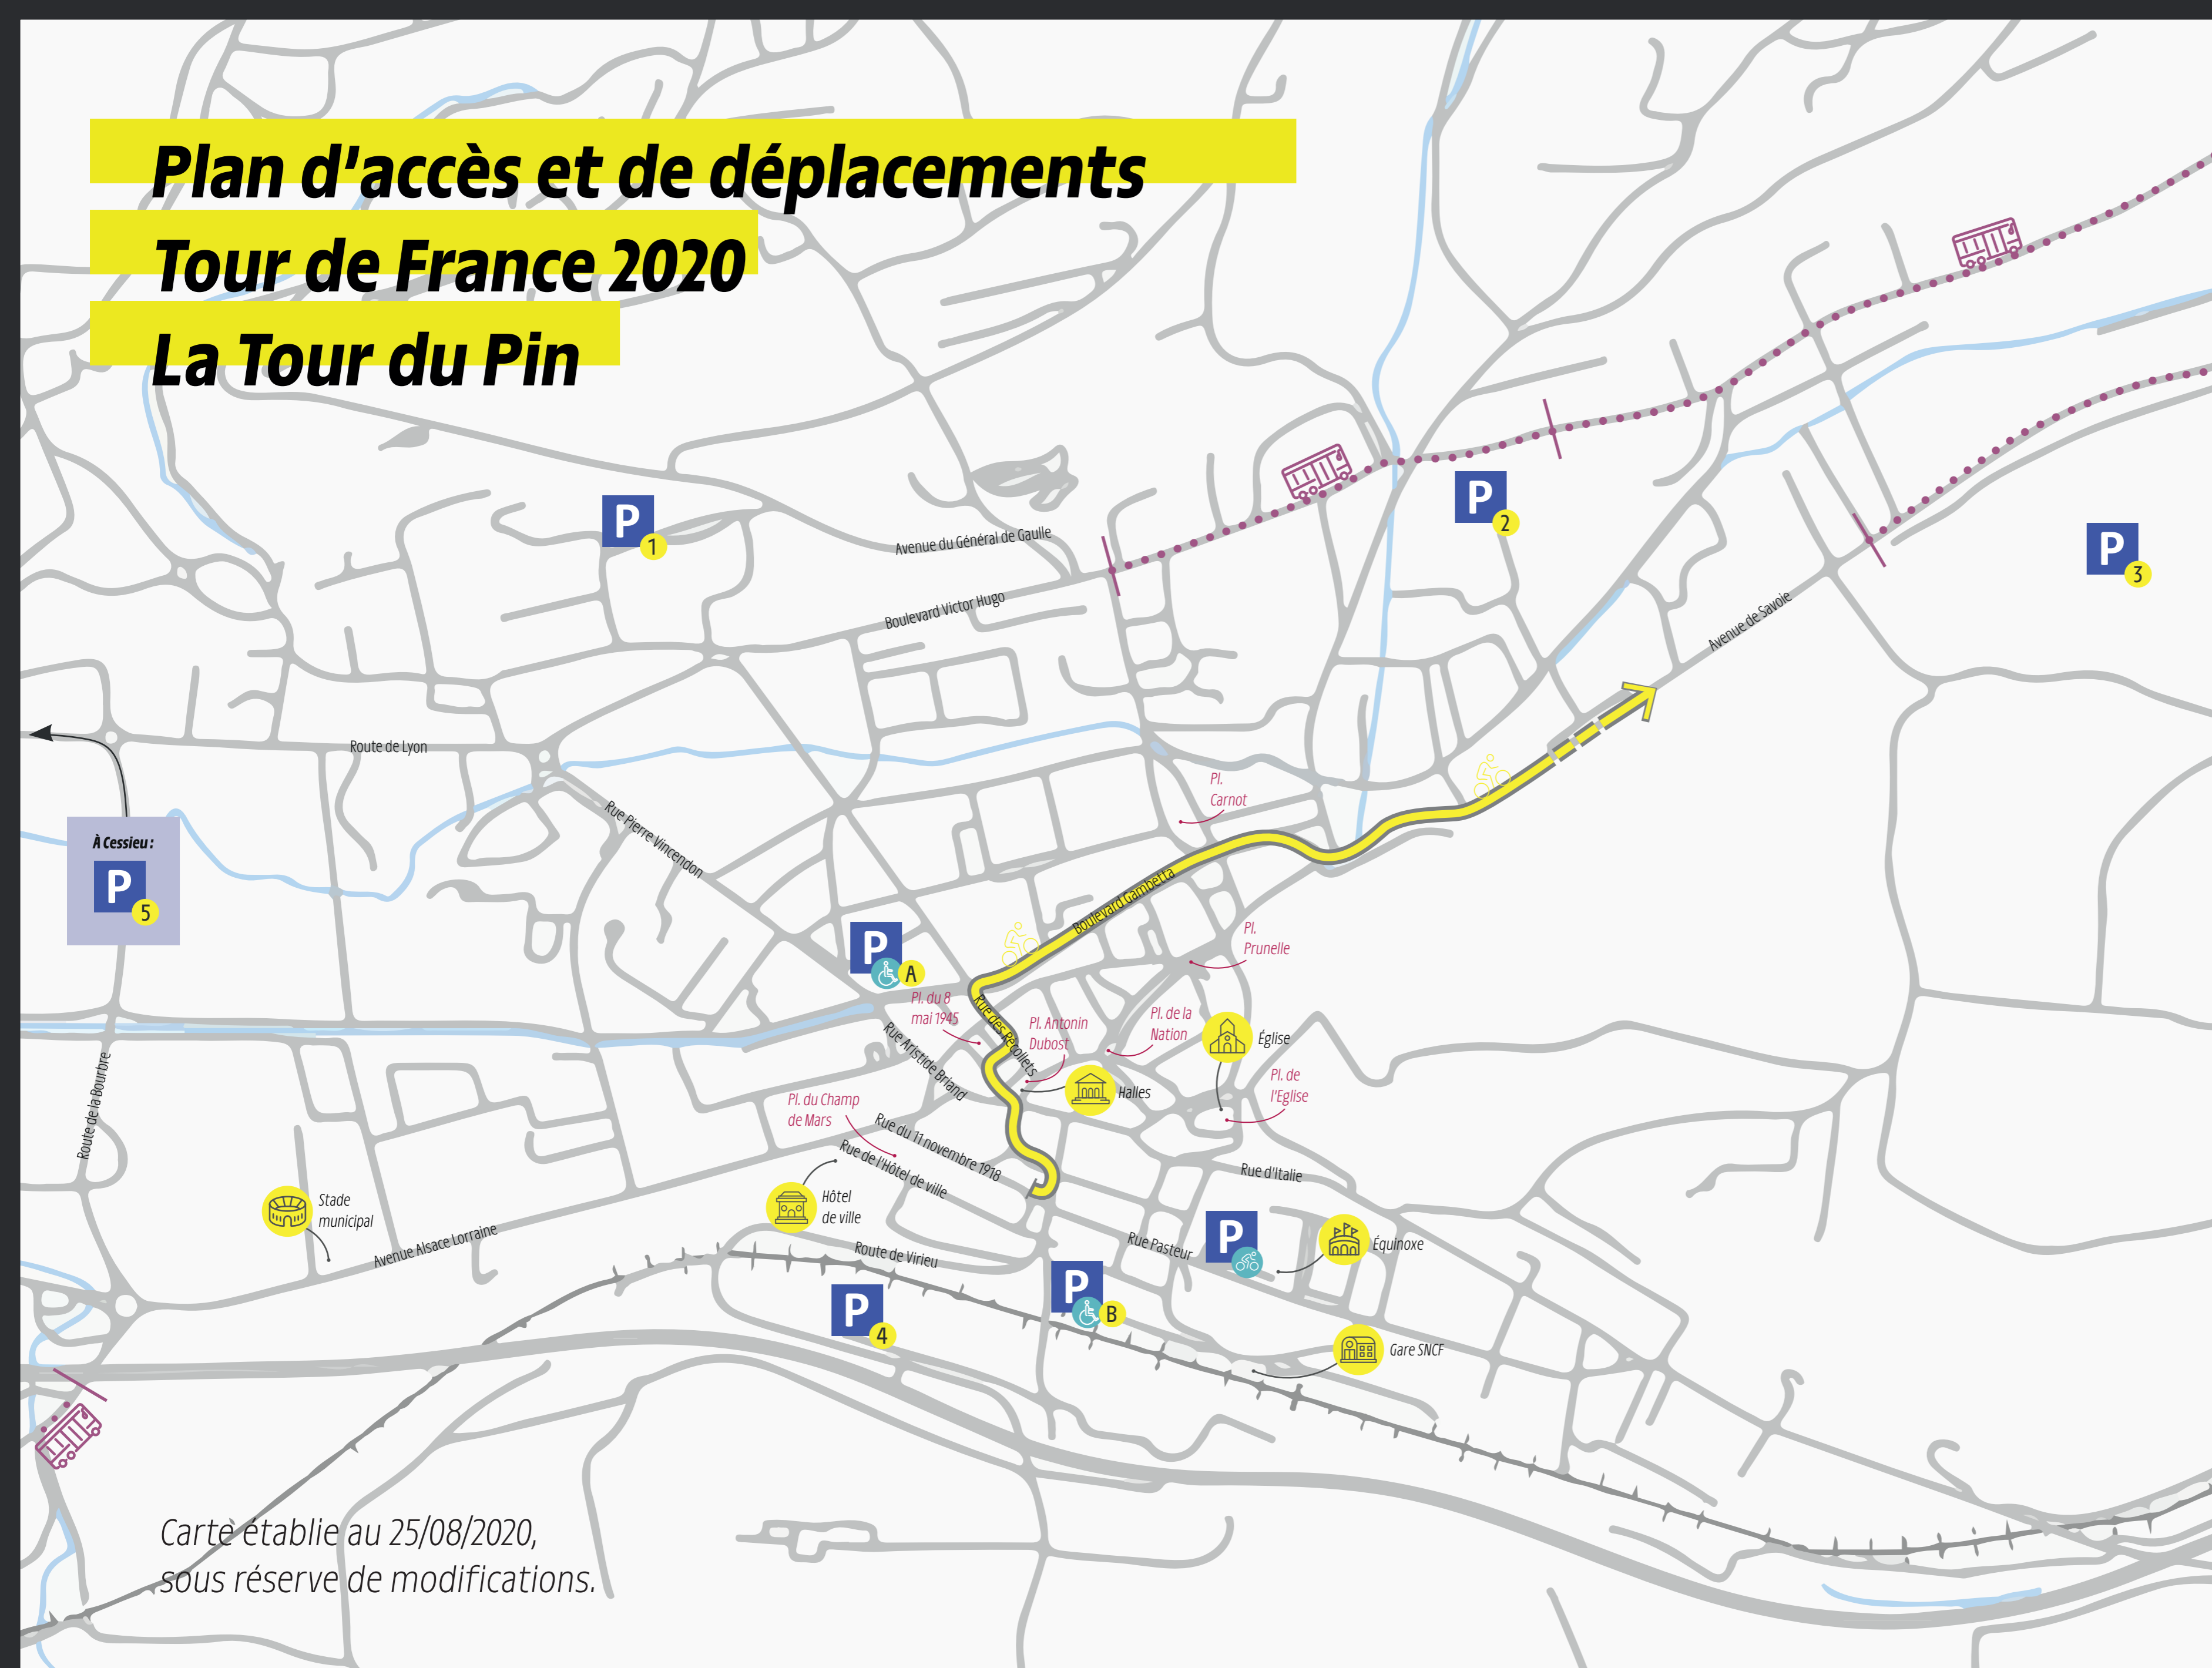 Plan d'accès et de déplacements
Tour de France 2020
La Tour du Pin
P
1
P
2
P
3
Avenue du Général de Gaulle
Boulevard Victor Hugo
Avenue de Savoie
Route de Lyon
Pl.
Carnot
Rue Pierre Vincendon
À Cessieu :
P
5
Boulevard Gambetta
P
A
Pl.
Prunelle
Pl. du 8
mai 1945
Rue des Récollets
Pl. Antonin
Dubost
Pl. de la
Nation
Église
Rue Aristide Briand
Halles
Pl. de
l'Eglise
Route de la Bourbre
Pl. du Champ
de Mars
Rue du 11 novembre 1918
Rue de l'Hôtel de ville
Rue d'Italie
Stade
municipal
Hôtel
de ville
Avenue Alsace Lorraine
Route de Virieu
Rue Pasteur
P
Équinoxe
P
4
P
B
Gare SNCF
Carte établie au 25/08/2020,
sous réserve de modifications.